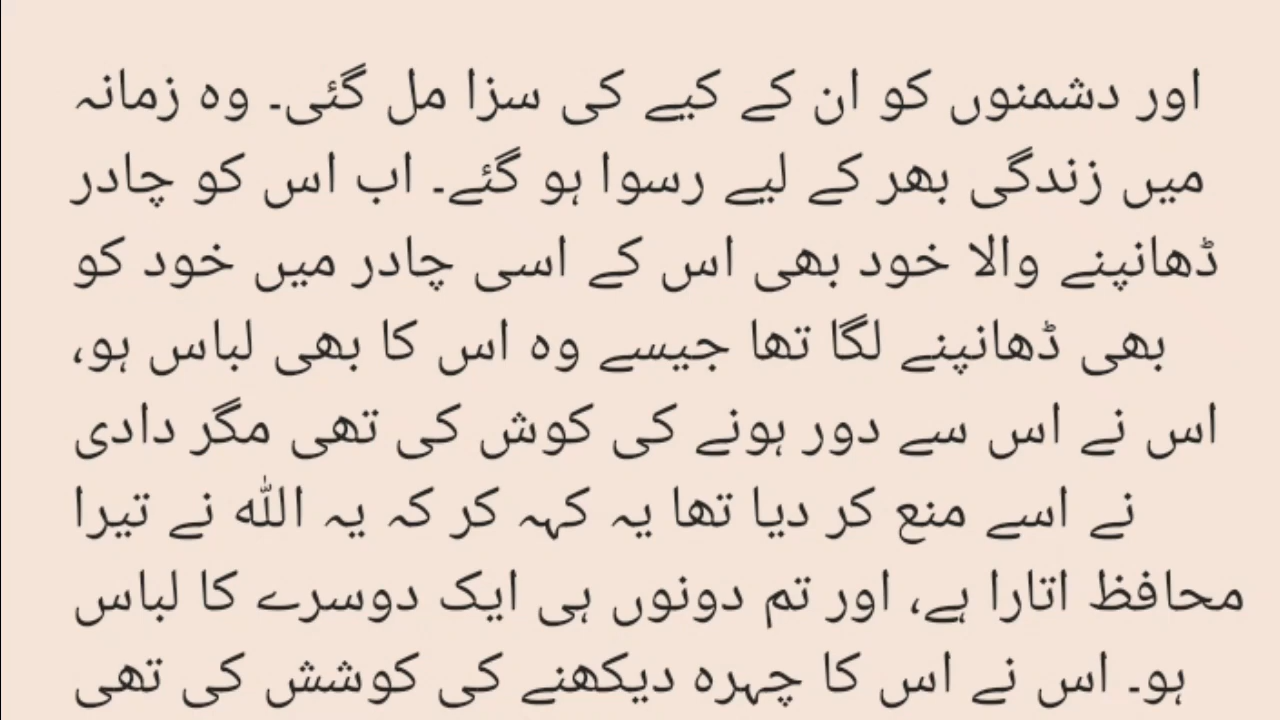 اور دشمنوں کو ان کے کیے کی سزا مل گئی۔ وہ زمانہ
میں زندگی بھر کے لیے رسوا ہو گئے۔ اب اس کو چادر
ڈھانپنے والا خود بھی اس کے اسی چادر میں خود کو
بھی ڈھانپنے لگا تھا جیسے وہ اس کا بھی لباس ہو،
اس نے اس سے دور ہونے کی کوش کی تھی مگر دادی
نے اسے منع کر دیا تھا یہ کہہ کر کہ یہ اللّٰہ نے تیرا
محافظ اتارا ہے، اور تم دونوں ہی ایک دوسرے کا لباس
ہو۔ اس نے اس کا چہرہ دیکھنے کی کوشش کی تھی